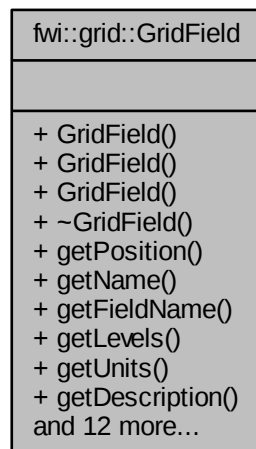 fwi::grid::GridField
+ GridField()
+ GridField()
+ GridField()
+ ~GridField()
+ getPosition()
+ getName()
+ getFieldName()
+ getLevels()
+ getUnits()
+ getDescription()
and 12 more...